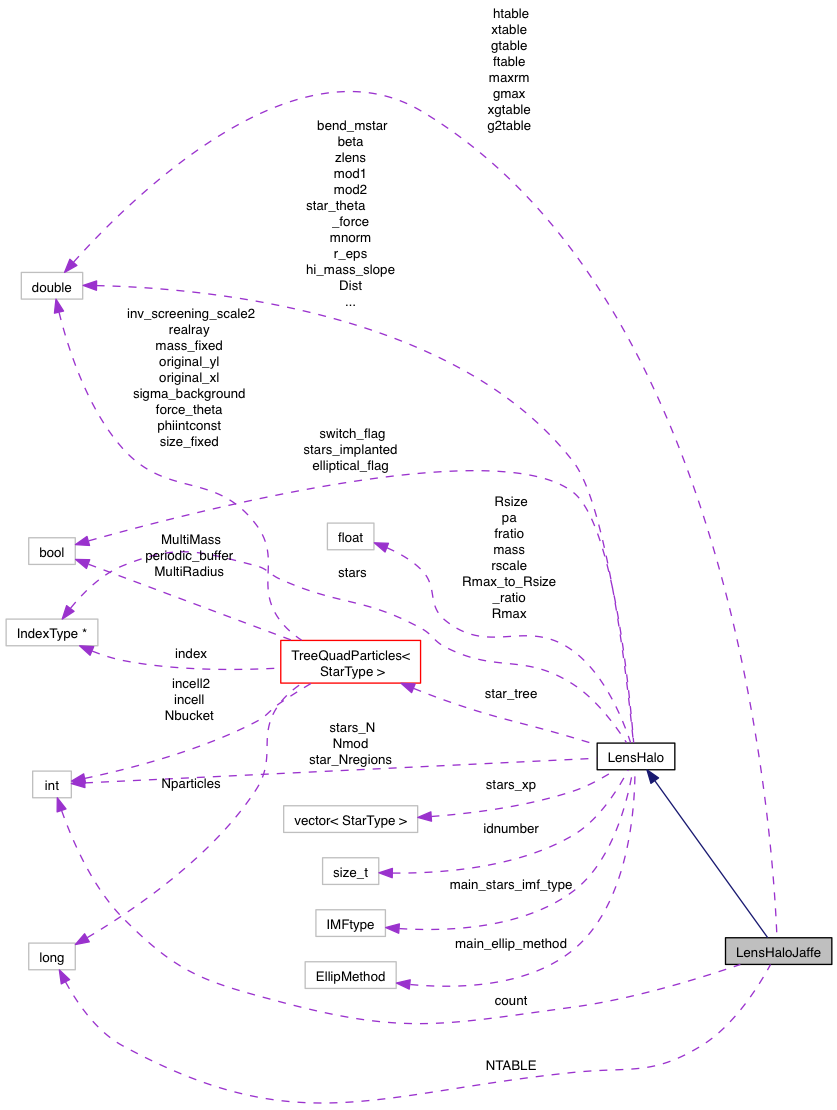 htable
xtable
gtable
ftable
maxrm
gmax
xgtable
g2table
bend_mstar
beta
zlens
mod1
mod2
star_theta
_force
mnorm
r_eps
hi_mass_slope
Dist
...
double
inv_screening_scale2
realray
mass_fixed
original_yl
original_xl
sigma_background
force_theta
phiintconst
size_fixed
switch_flag
stars_implanted
elliptical_flag
Rsize
pa
fratio
mass
rscale
Rmax_to_Rsize
_ratio
Rmax
float
bool
MultiMass
periodic_buffer
MultiRadius
stars
IndexType *
index
TreeQuadParticles<
StarType >
incell2
incell
Nbucket
star_tree
stars_N
Nmod
star_Nregions
LensHalo
int
Nparticles
stars_xp
vector< StarType >
idnumber
size_t
main_stars_imf_type
IMFtype
main_ellip_method
long
EllipMethod
LensHaloJaffe
count
NTABLE